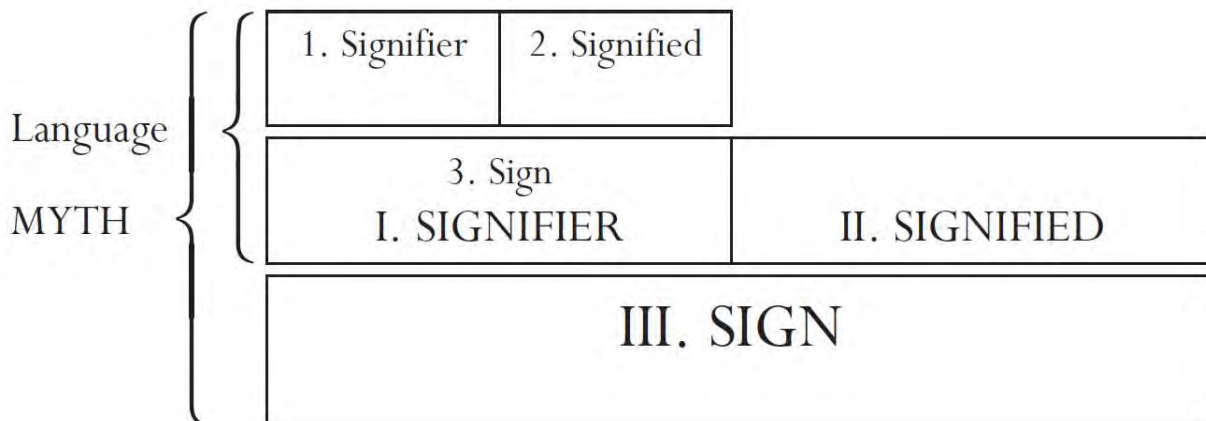 1. Signifier
2. Signified
Language
3. Sign
MYTH
I. SIGNIFIER
II. SIGNIFIED
III. SIGN